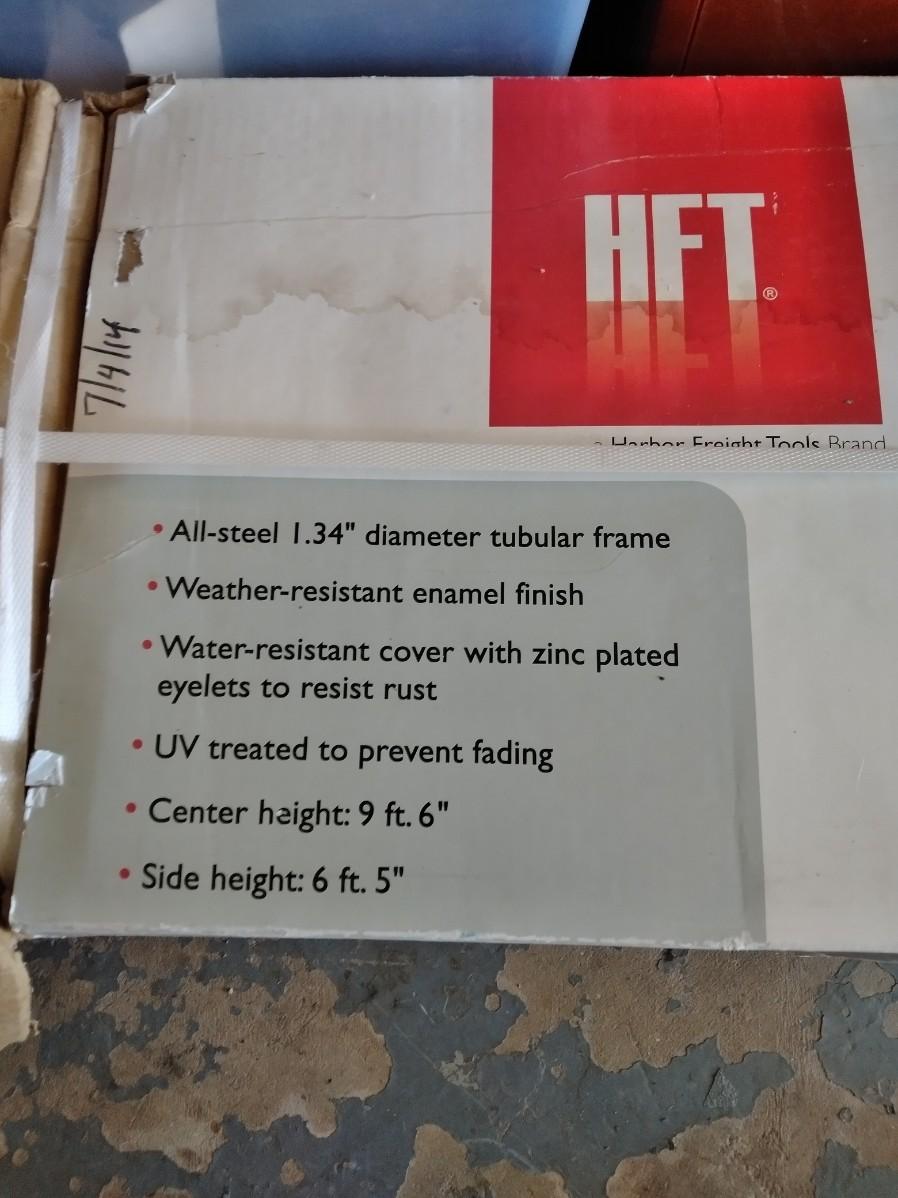 HFT®
7/4/14
a Harbor Freight Tools Brand
• All-steel 1.34" diameter tubular frame
• Weather-resistant enamel finish
• Water-resistant cover with zinc plated
eyelets to resist rust
• UV treated to prevent fading
• Center height: 9 ft. 6"
• Side height: 6 ft. 5"